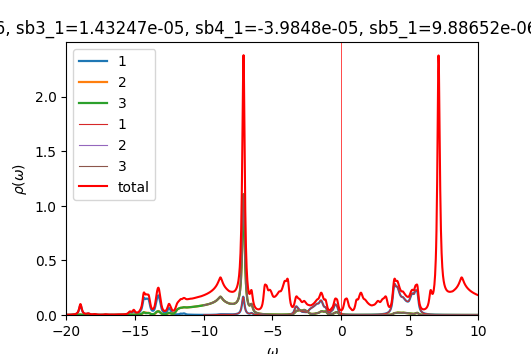 6, sb3_1=1.43247e-05, sb4_1=-3.9848e-05, sb5_1=9.88652e-06
1
2
3
1
2
3
total
ρ(ω)
2.0
1.5
1.0
0.5
0.0
−20 −15 −10 −5 0 5 10
ω